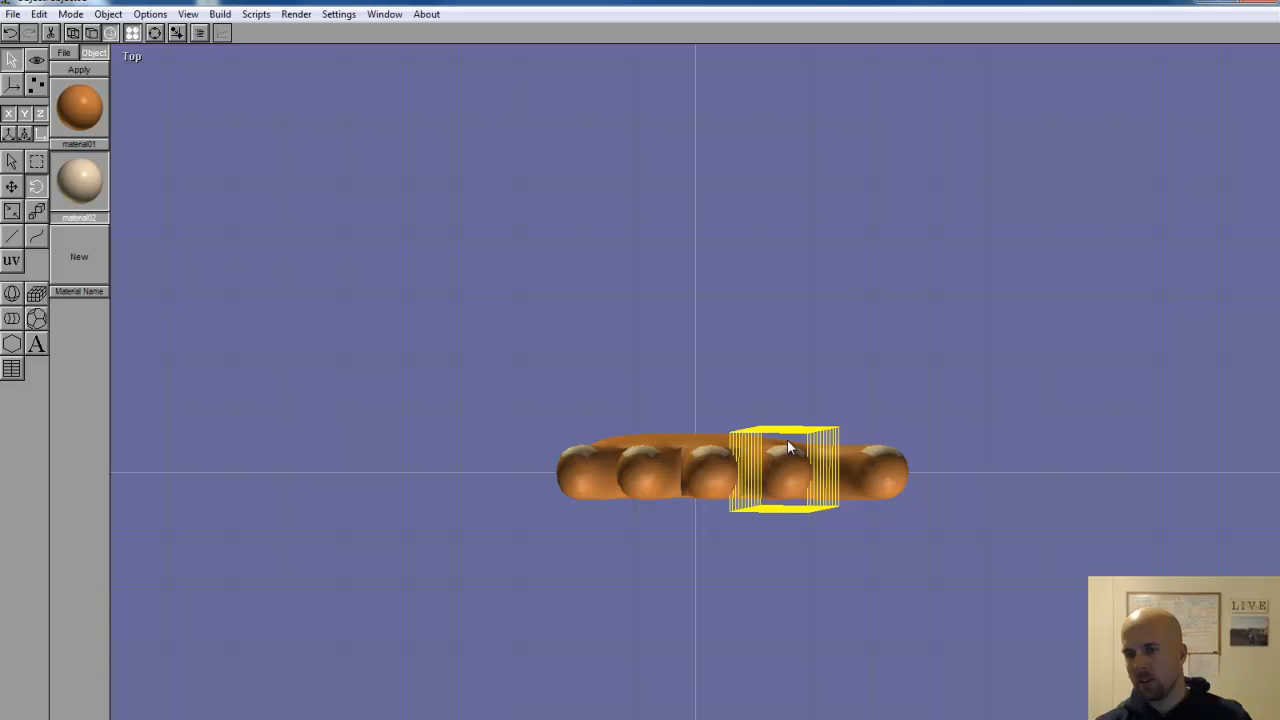 File Edit Mode Object Options View Build Scripts Render Settings Window About
File Object
Apply
Top
X Y Z
material01
material02
uv
New
Material Name
A
LIVE